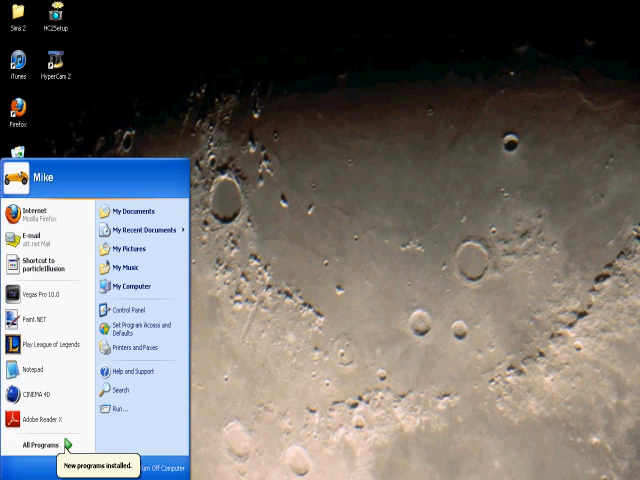 Sims 2
HC2Setup
iTunes
HyperCam 2
Firefox
Mike
Internet
Mozilla Firefox
E-mail
att.net Mail
Shortcut to
particleIllusion
Vegas Pro 10.0
Paint.NET
Play League of Legends
Notepad
CINEMA 4D
Adobe Reader X
All Programs
My Documents
My Recent Documents
My Pictures
My Music
My Computer
Control Panel
Set Program Access and
Defaults
Printers and Faxes
Help and Support
Search
Run...
New programs installed.
Turn Off Computer